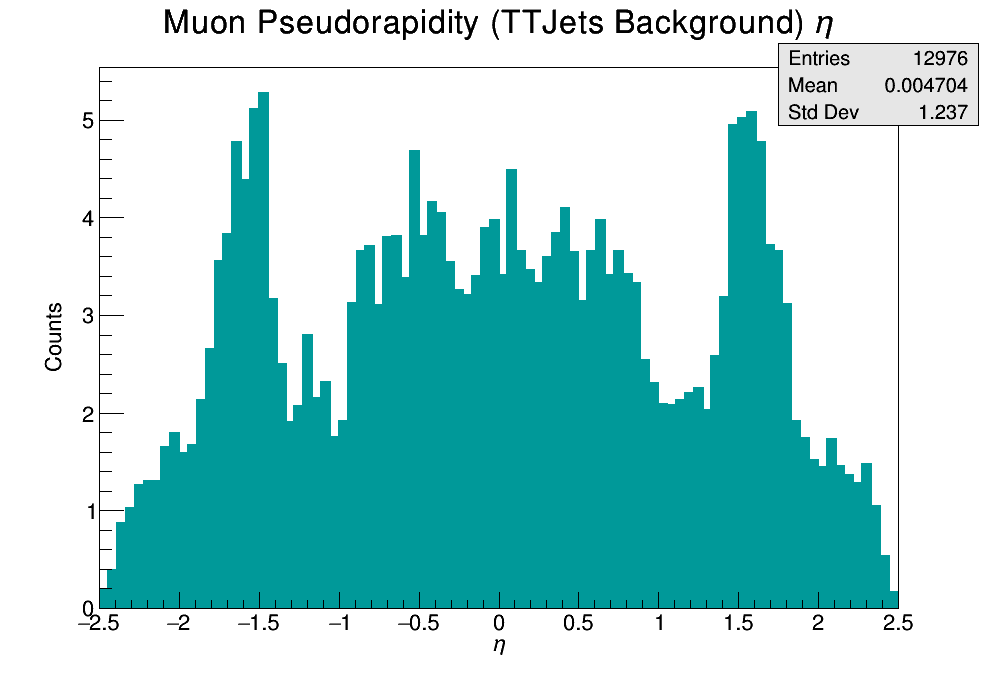 Muon Pseudorapidity (TTJets Background) η
Entries 12976
Mean 0.004704
Std Dev 1.237
5
4
3
2
1
0
Counts
−2.5 −2 −1.5 −1 −0.5 0 0.5 1 1.5 2 2.5
η